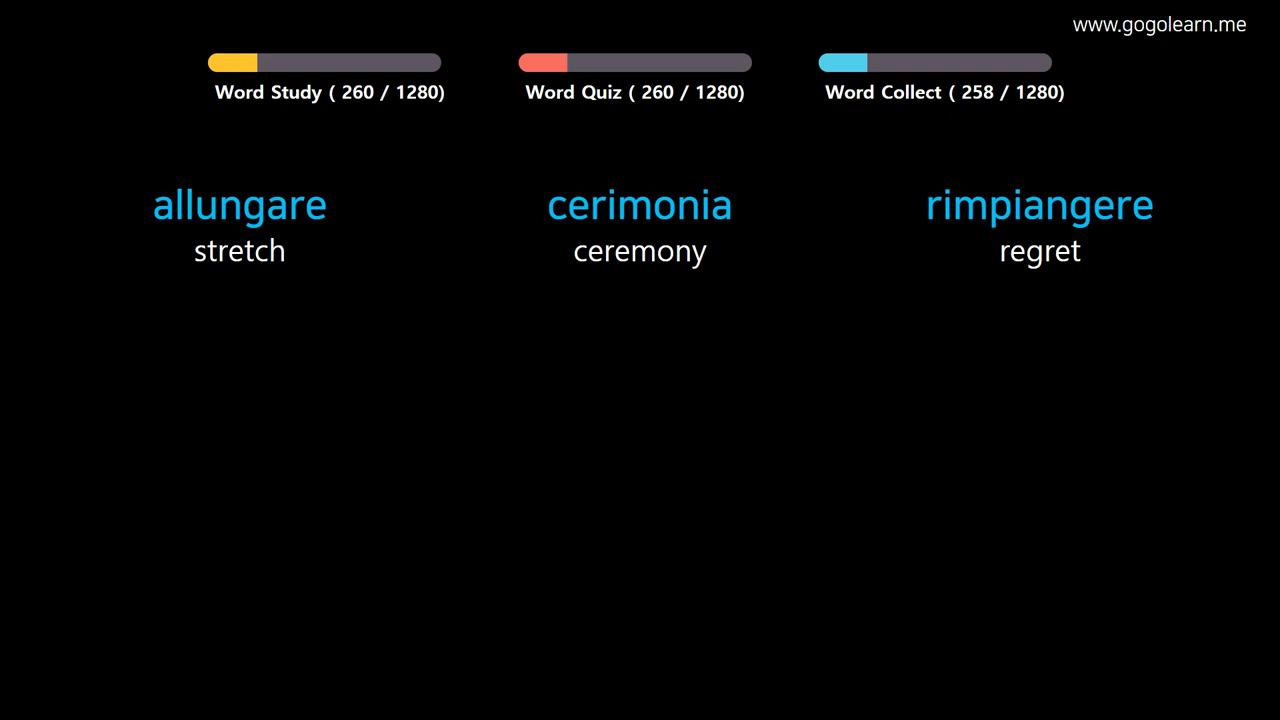 www.gogolearn.me
Word Study ( 260 / 1280)
Word Quiz ( 260 / 1280)
Word Collect ( 258 / 1280)
allungare
stretch
cerimonia
ceremony
rimpiangere
regret